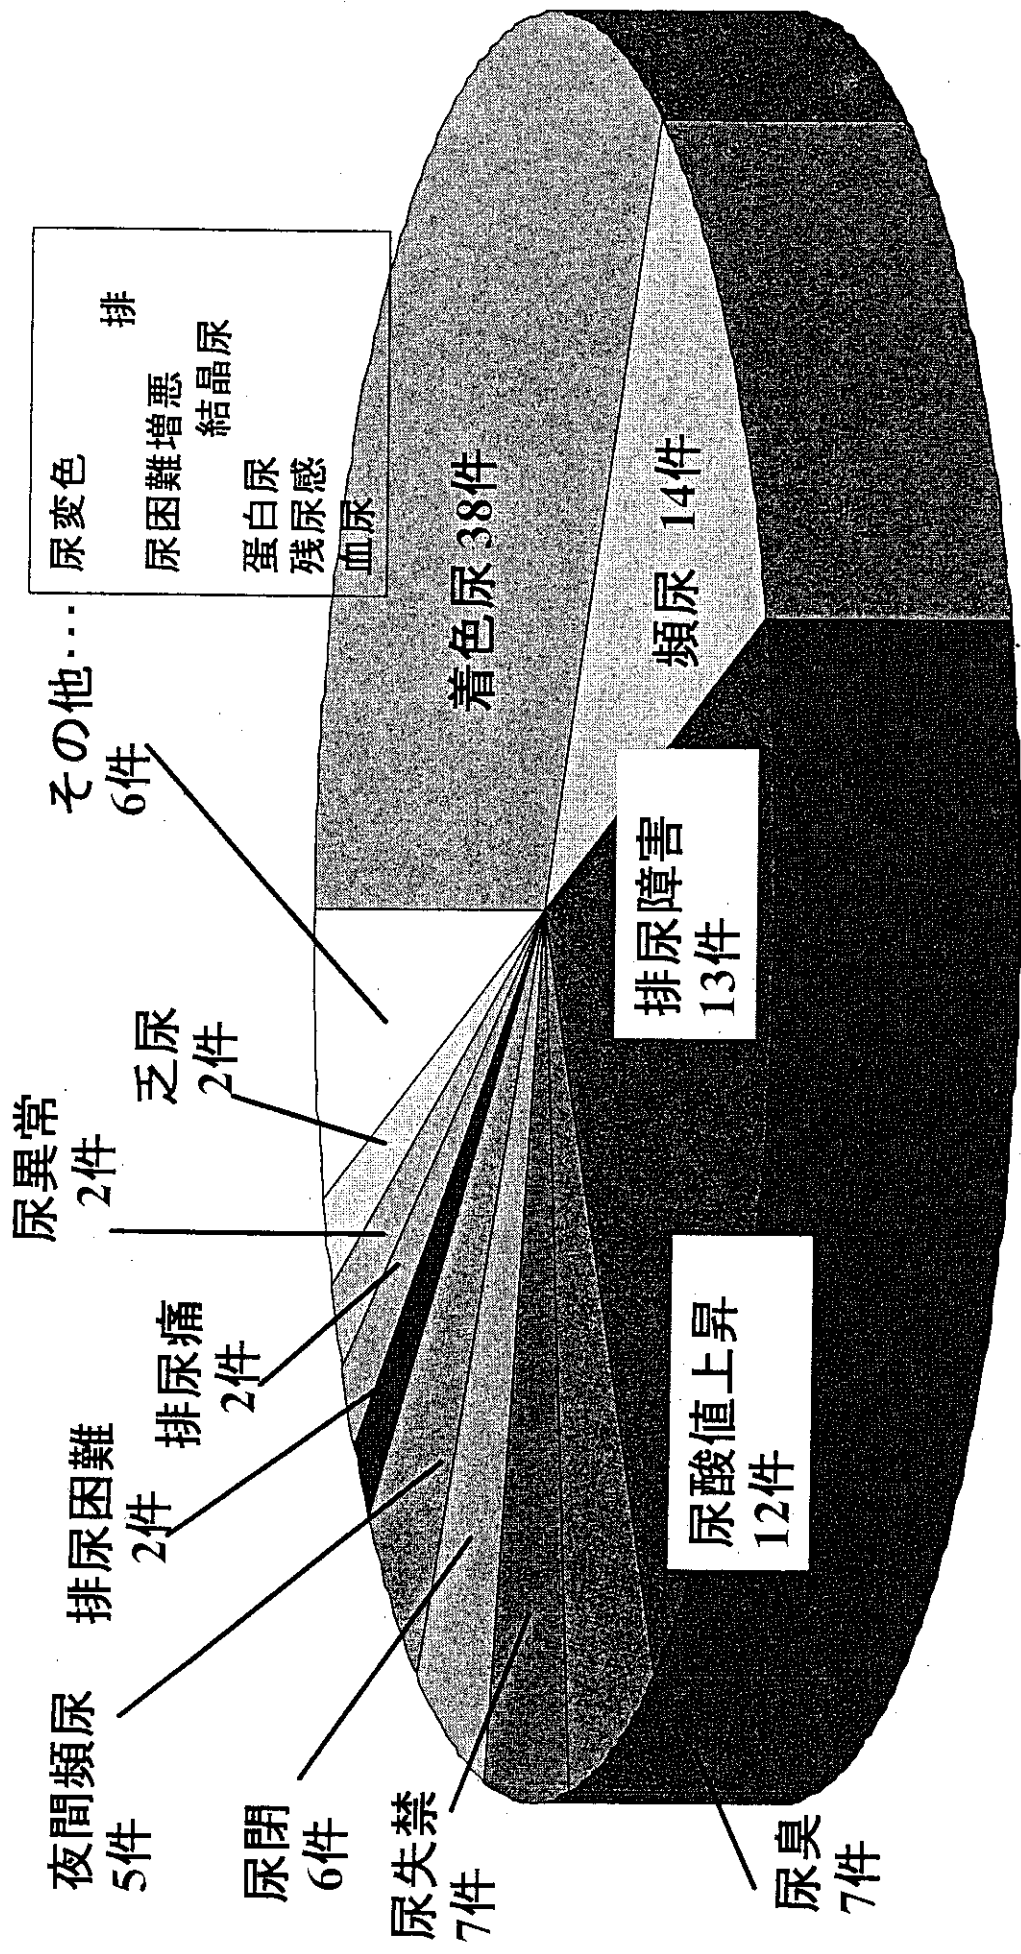 着色尿 38件
頻尿 14件
排尿障害
13件
尿酸値上昇
12件
尿臭
7件
尿失禁
7件
尿閉
6件
夜間頻尿
5件
排尿困難
2件
排尿痛
2件
尿異常
2件
乏尿
2件
その他・・・
6件
尿変色
排
尿困難増悪
結晶尿
蛋白尿
残尿感
血尿